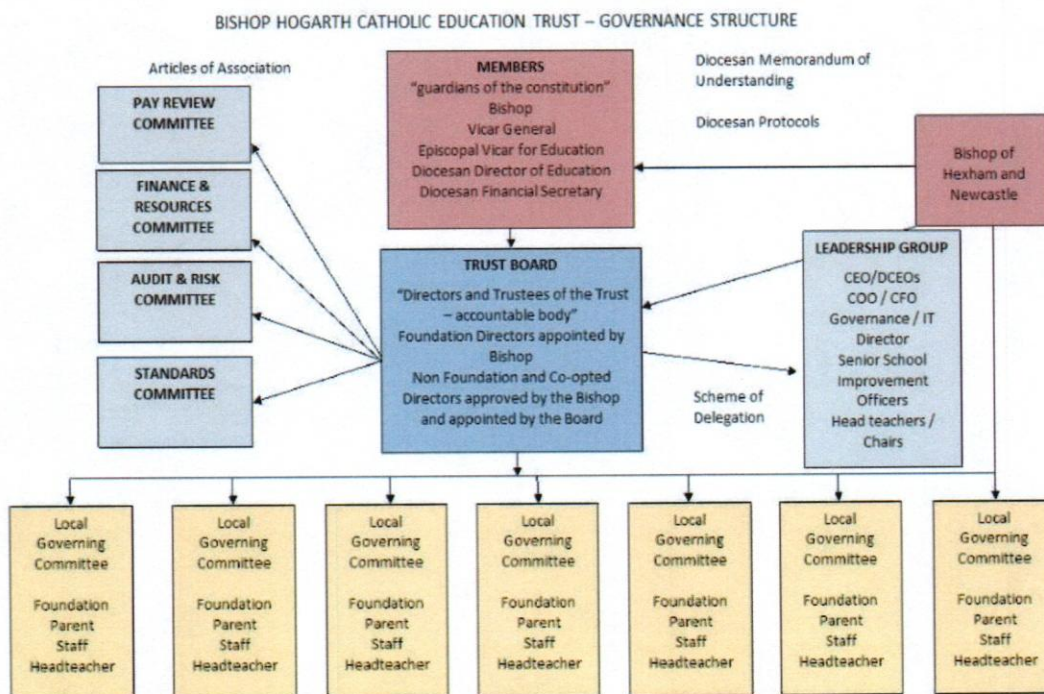 BISHOP HOGARTH CATHOLIC EDUCATION TRUST – GOVERNANCE STRUCTURE
Articles of Association
PAY REVIEW
COMMITTEE
FINANCE &
RESOURCES
COMMITTEE
AUDIT & RISK
COMMITTEE
STANDARDS
COMMITTEE
MEMBERS
"guardians of the constitution"
Bishop
Vicar General
Episcopal Vicar for Education
Diocesan Director of Education
Diocesan Financial Secretary
Diocesan Memorandum of
Understanding
Diocesan Protocols
Bishop of
Hexham and
Newcastle
TRUST BOARD
"Directors and Trustees of the Trust
– accountable body"
Foundation Directors appointed by
Bishop
Non Foundation and Co-opted
Directors approved by the Bishop
and appointed by the Board
Scheme of
Delegation
LEADERSHIP GROUP
CEO/DCEOs
COO / CFO
Governance / IT
Director
Senior School
Improvement
Officers
Head teachers /
Chairs
Local
Governing
Committee
Foundation
Parent
Staff
Headteacher
Local
Governing
Committee
Foundation
Parent
Staff
Headteacher
Local
Governing
Committee
Foundation
Parent
Staff
Headteacher
Local
Governing
Committee
Foundation
Parent
Staff
Headteacher
Local
Governing
Committee
Foundation
Parent
Staff
Headteacher
Local
Governing
Committee
Foundation
Parent
Staff
Headteacher
Local
Governing
Committee
Foundation
Parent
Staff
Headteacher